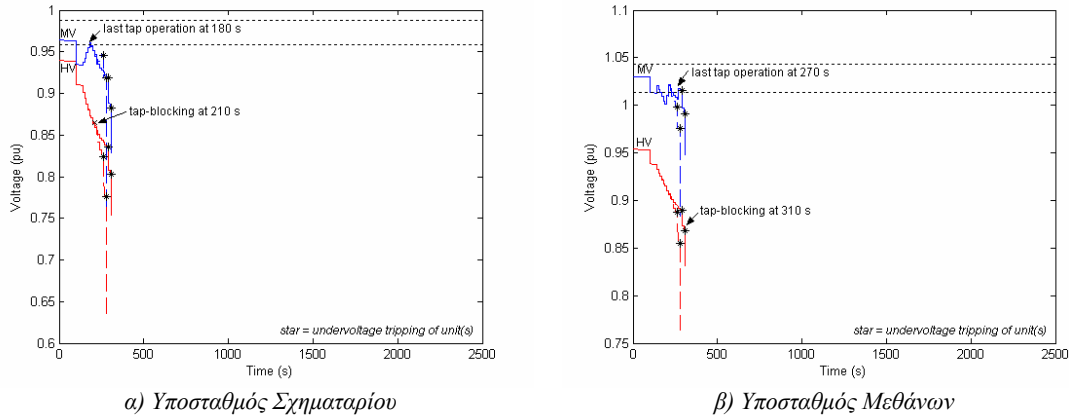 1
0.95
0.9
0.85
0.8
0.75
0.7
0.65
0.6
Voltage (pu)
MV
HV
last tap operation at 180 s
tap-blocking at 210 s
star = undervoltage tripping of unit(s)
0 500 1000 1500 2000 2500
Time (s)
α) Υποσταθμός Σχηματαρίου
1.1
1.05
1
0.95
0.9
0.85
0.8
0.75
Voltage (pu)
MV
HV
last tap operation at 270 s
tap-blocking at 310 s
star = undervoltage tripping of unit(s)
0 500 1000 1500 2000 2500
Time (s)
β) Υποσταθμός Μεθάνων